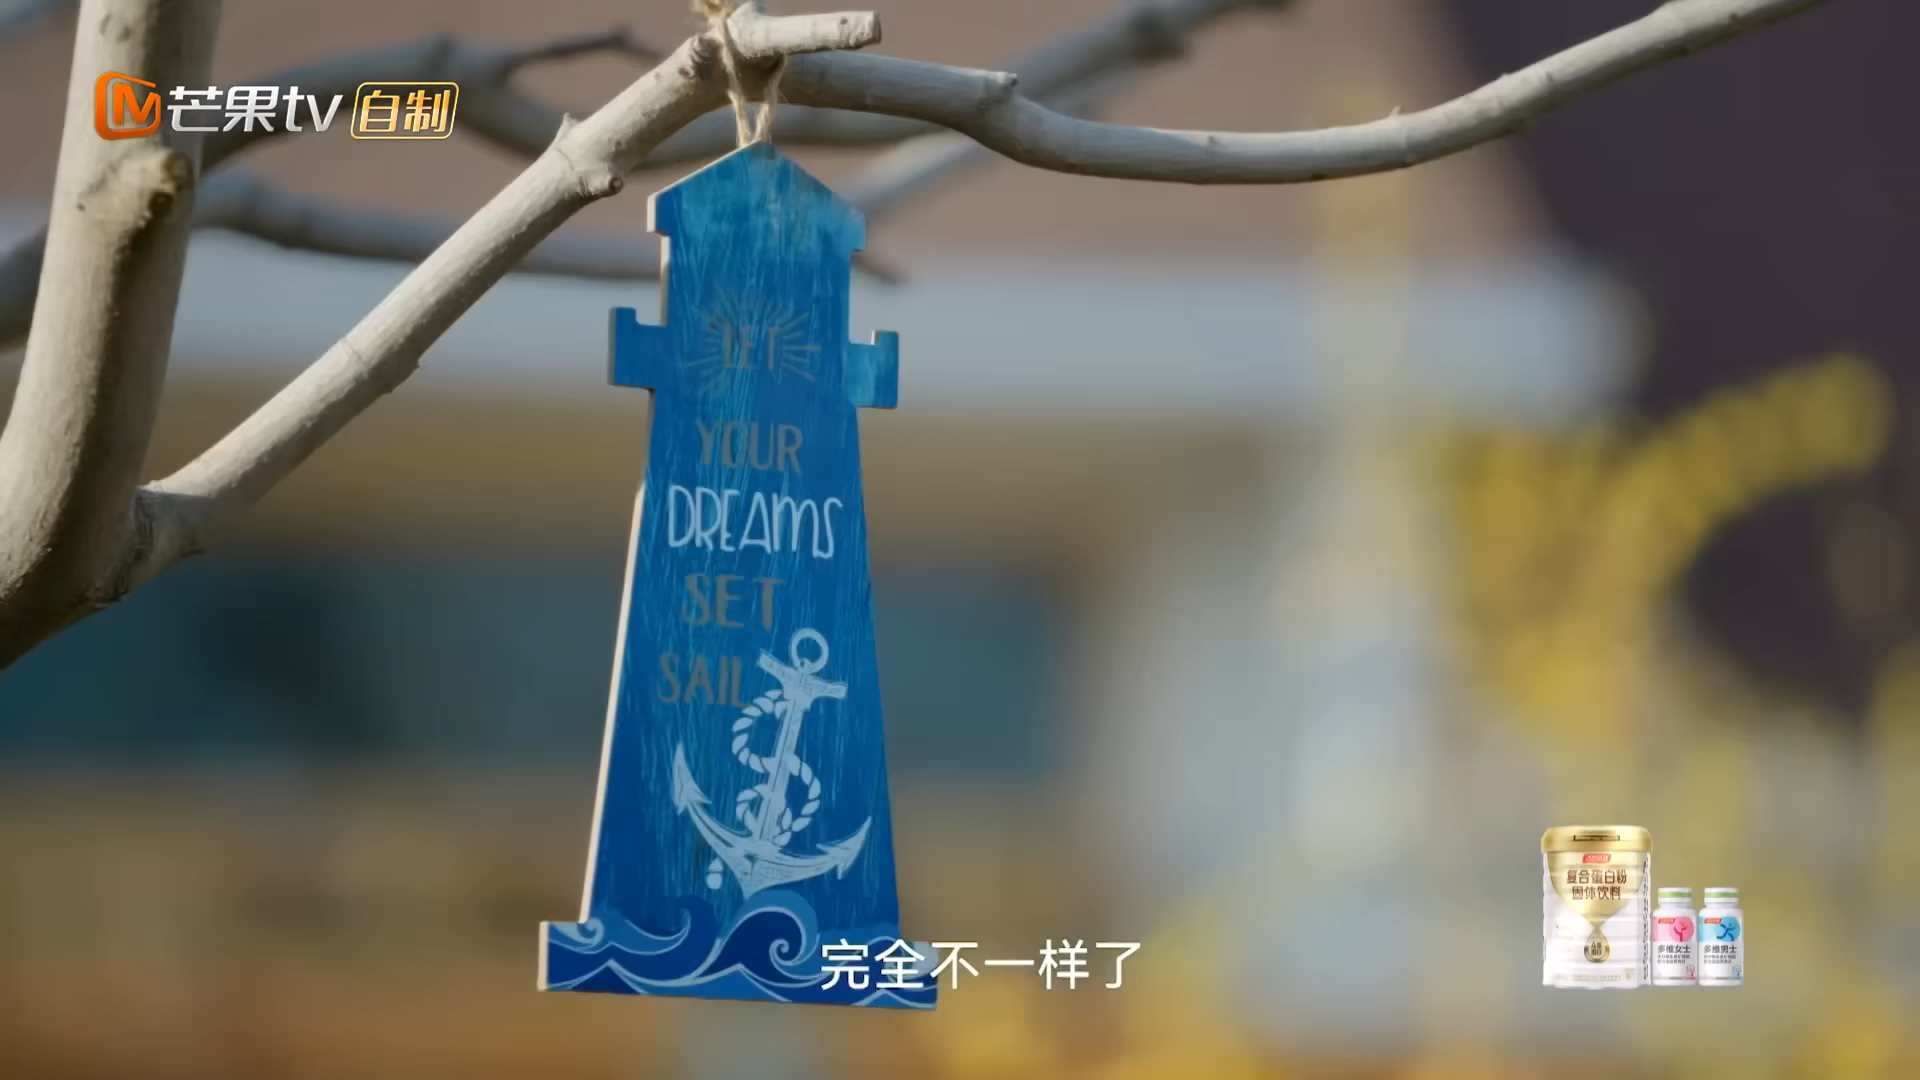 芒果tv 自制
LET
YOUR
DREAMS
SET
SAIL
完全不一样了
复合蛋白粉
固体饮料
多维女士
多维男士